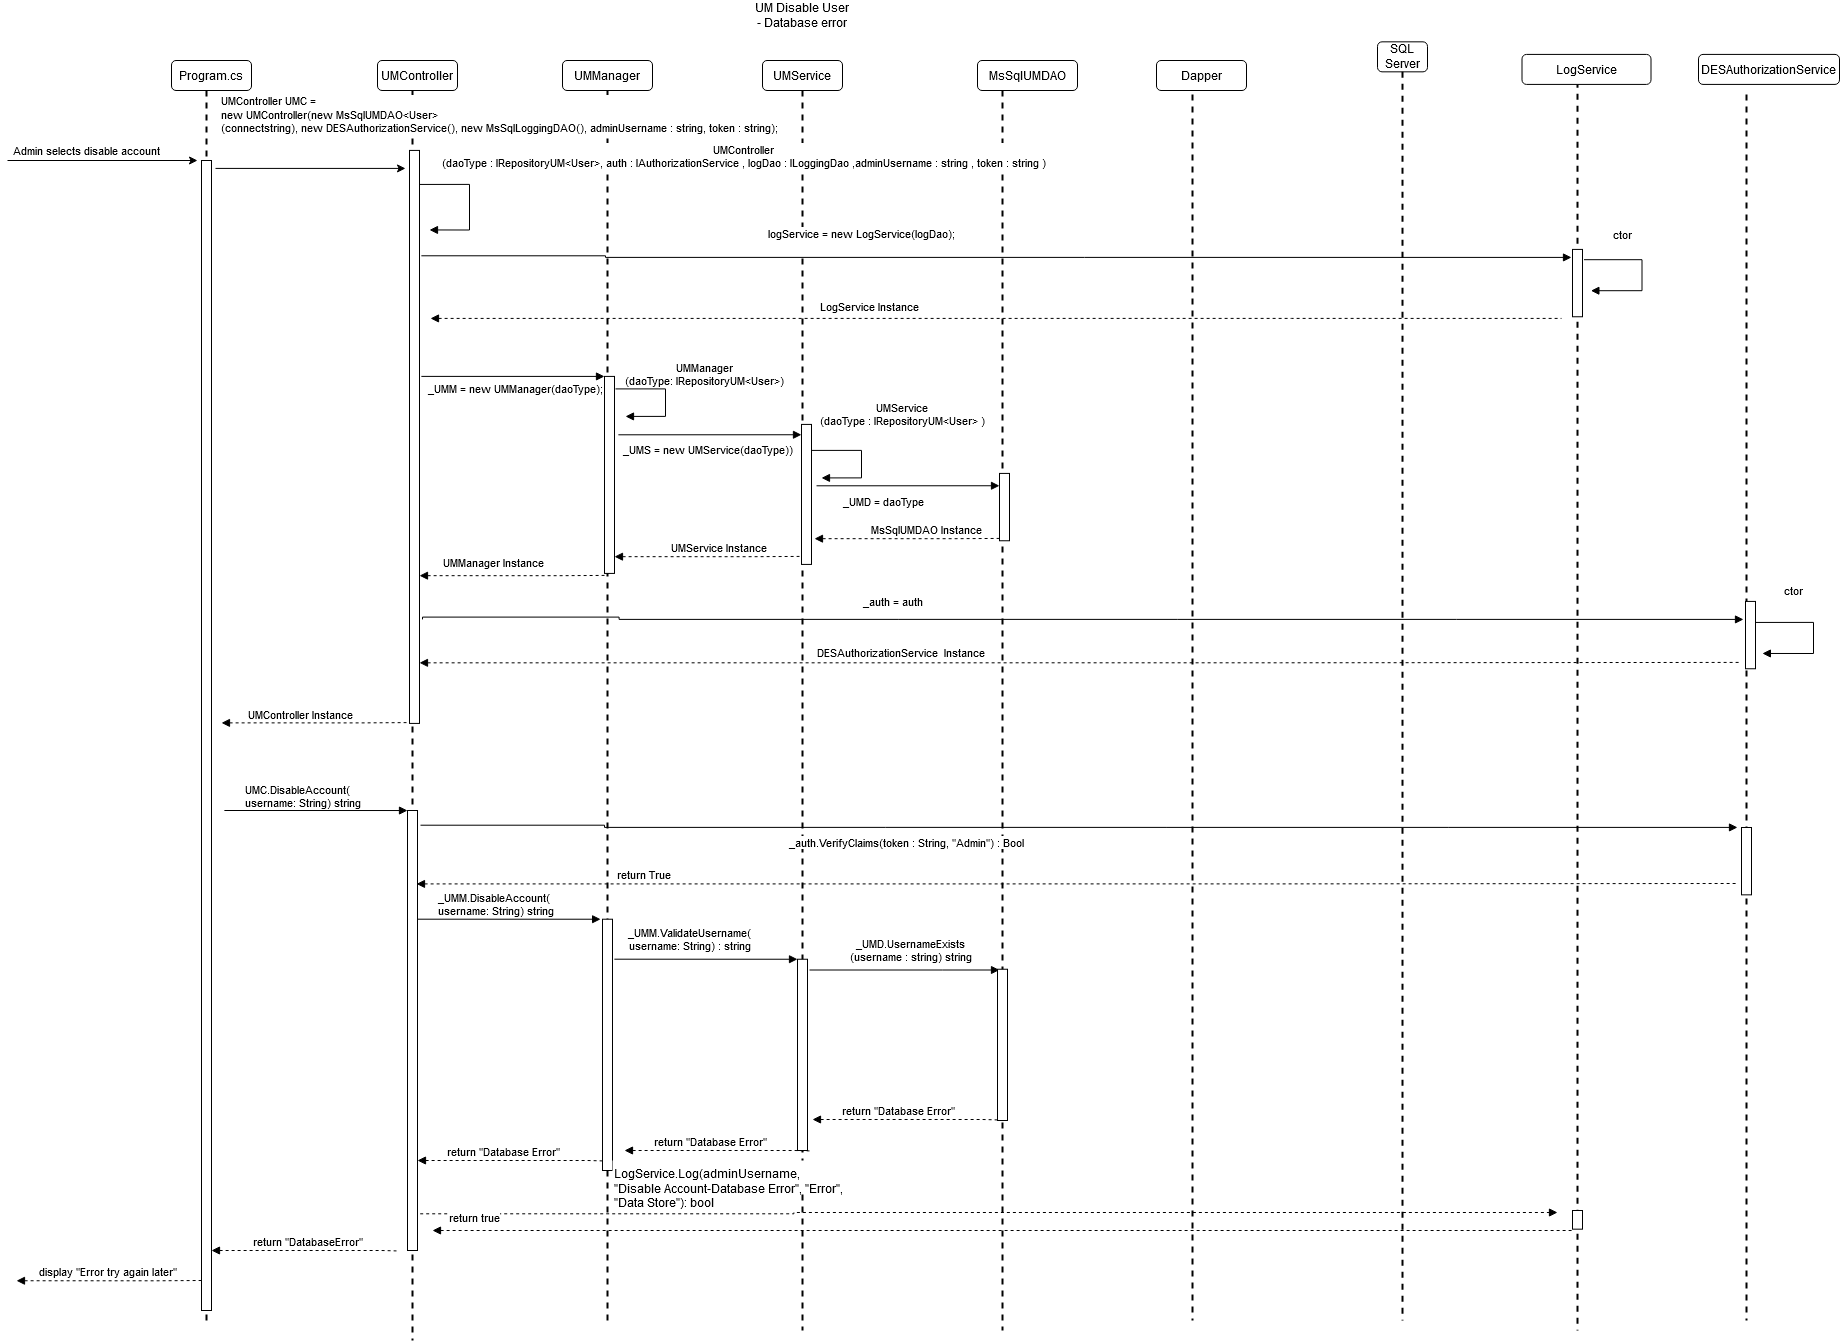 UM Disable User
- Database error
SQL
Server
Program.cs
UMController
UMManager
UMService
MsSqlUMDAO
Dapper
LogService
DESAuthorizationService
UMController UMC =
new UMController(new MsSqlUMDAO<User>
(connectstring), new DESAuthorizationService(), new MsSqlLoggingDAO(), adminUsername : string, token : string);
Admin selects disable account
UMController
(daoType : IRepositoryUM<User>, auth : IAuthorizationService , logDao : ILoggingDao ,adminUsername : string , token : string )
logService = new LogService(logDao);
ctor
LogService Instance
UMManager
(daoType: IRepositoryUM<User>)
_UMM = new UMManager(daoType);
UMService
(daoType : IRepositoryUM<User> )
_UMS = new UMService(daoType))
_UMD = daoType
MsSqlUMDAO Instance
UMService Instance
UMManager Instance
ctor
_auth = auth
DESAuthorizationService  Instance
UMController Instance
UMC.DisableAccount(
username: String) string
_auth.VerifyClaims(token : String, "Admin") : Bool
return True
_UMM.DisableAccount(
username: String) string
_UMM.ValidateUsername(
username: String) : string
_UMD.UsernameExists
(username : string) string
return "Database Error"
return "Database Error"
return "Database Error"
LogService.Log(adminUsername,
"Disable Account-Database Error", "Error",
"Data Store"): bool
return true
return "DatabaseError"
display "Error try again later"